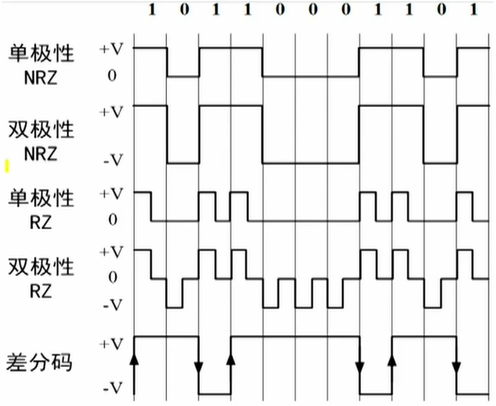 1 0 1 1 0 0 0 1 1 0 1
单极性 +V
NRZ 0
双极性 +V
NRZ -V
单极性 +V
RZ 0
双极性 +V
0
RZ -V
差分码 +V
-V